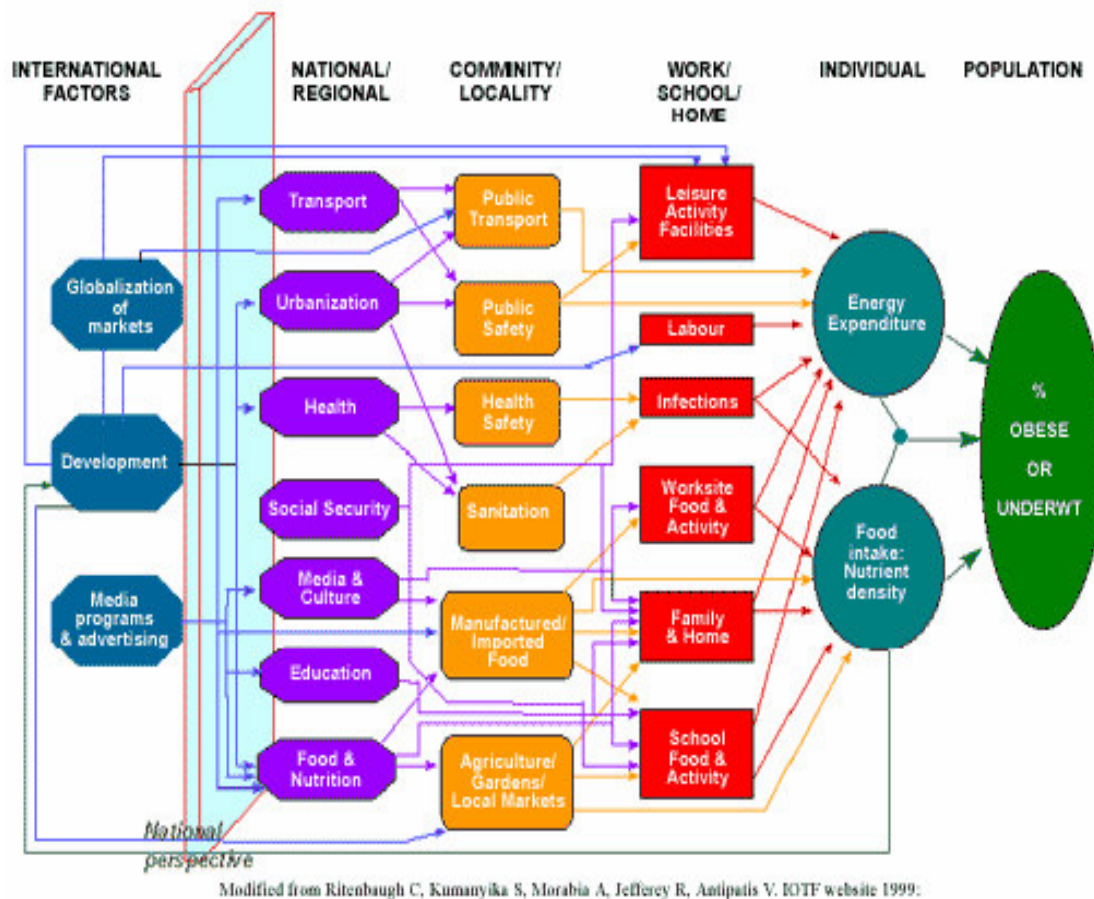 INTERNATIONAL
FACTORS
NATIONAL/
REGIONAL
COMMINITY/
LOCALITY
WORK/
SCHOOL/
HOME
INDIVIDUAL
POPULATION
Globalization
of
markets
Development
Media
programs
& advertising
Transport
Urbanization
Health
Social Security
Media &
Culture
Education
Food &
Nutrition
Public
Transport
Public
Safety
Health
Safety
Sanitation
Manufactured/
Imported
Food
Agriculture/
Gardens/
Local Markets
Leisure
Activity
Facilities
Labour
Infections
Worksite
Food &
Activity
Family
& Home
School
Food &
Activity
Energy
Expenditure
Food
intake:
Nutrient
density
%
OBESE
OR
UNDERWT
National
perspective
Modified from Ritenbaugh C, Kumanyika S, Morabia A, Jefferey R, Antipatis V. IOTF website 1999: